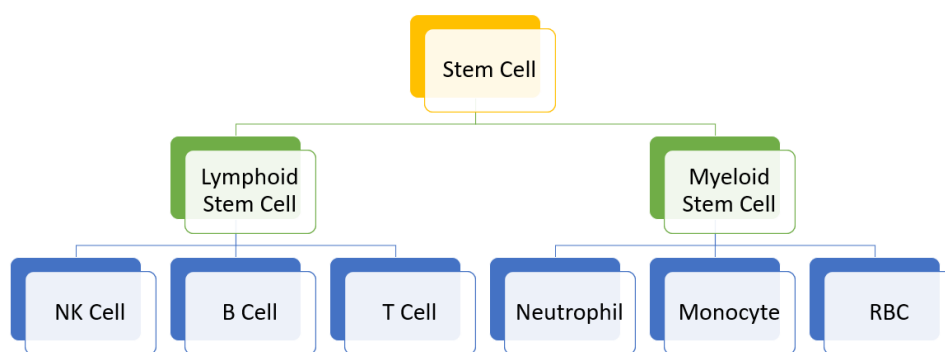 Stem Cell
Lymphoid
Stem Cell
Myeloid
Stem Cell
NK Cell
B Cell
T Cell
Neutrophil
Monocyte
RBC